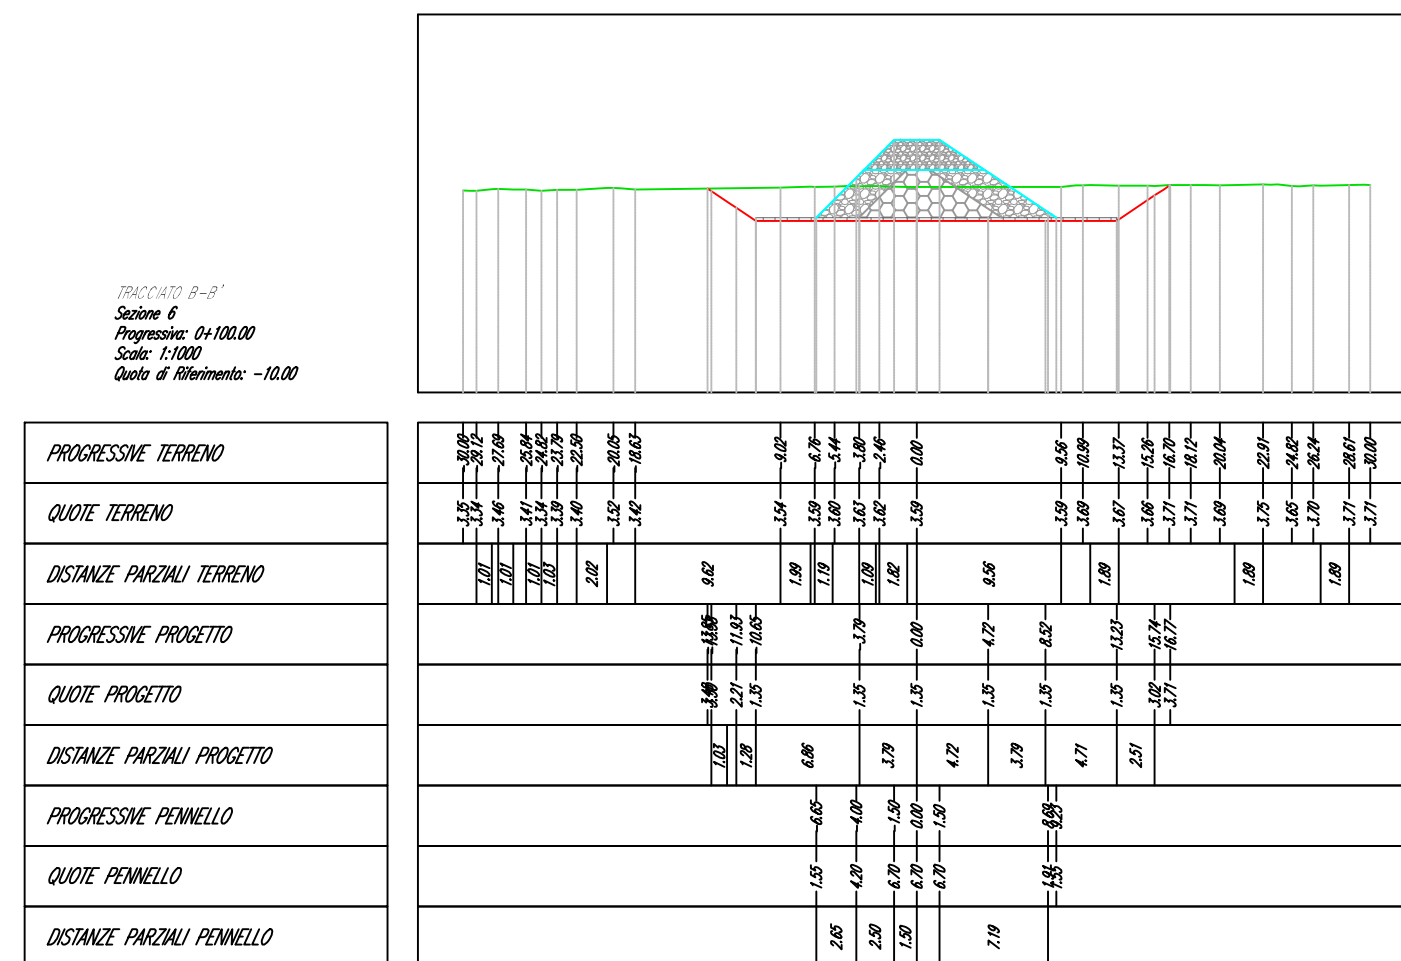 TRACCIATO B-B'
Sezione 6
Progressiva: 0+100.00
Scala: 1:1000
Quota di Riferimento: -10.00
PROGRESSIVE TERRENO -30.00 -29.12 -27.69 -25.84 -24.82 -23.79 -22.50 -20.05 -18.63 -9.02 -6.76 -5.44 -3.80 -2.46 0.00 9.56 10.99 13.37 15.26 16.70 18.12 20.04 22.91 24.82 26.24 28.61 30.00
QUOTE TERRENO 3.35 3.34 3.46 3.41 3.34 3.39 3.40 3.52 3.42 3.54 3.59 3.60 3.63 3.62 3.59 3.59 3.69 3.67 3.66 3.71 3.71 3.69 3.75 3.65 3.70 3.71 3.71
DISTANZE PARZIALI TERRENO 1.01 1.01 1.01 1.03 2.02 9.62 1.99 1.19 1.09 1.82 9.56 1.89 1.89 1.89
PROGRESSIVE PROGETTO -11.93 -10.65 -3.79 0.00 4.72 8.52 13.23 15.74 16.77
QUOTE PROGETTO 2.21 1.35 1.35 1.35 1.35 1.35 1.35 3.02 3.71
DISTANZE PARZIALI PROGETTO 1.03 1.28 6.86 3.79 4.72 3.79 4.71 2.51
PROGRESSIVE PENNELLO -6.65 -4.00 -1.50 0.00 1.50 9.23
QUOTE PENNELLO 1.55 4.20 6.70 6.70 6.70 1.55
DISTANZE PARZIALI PENNELLO 2.65 2.50 1.50 7.19